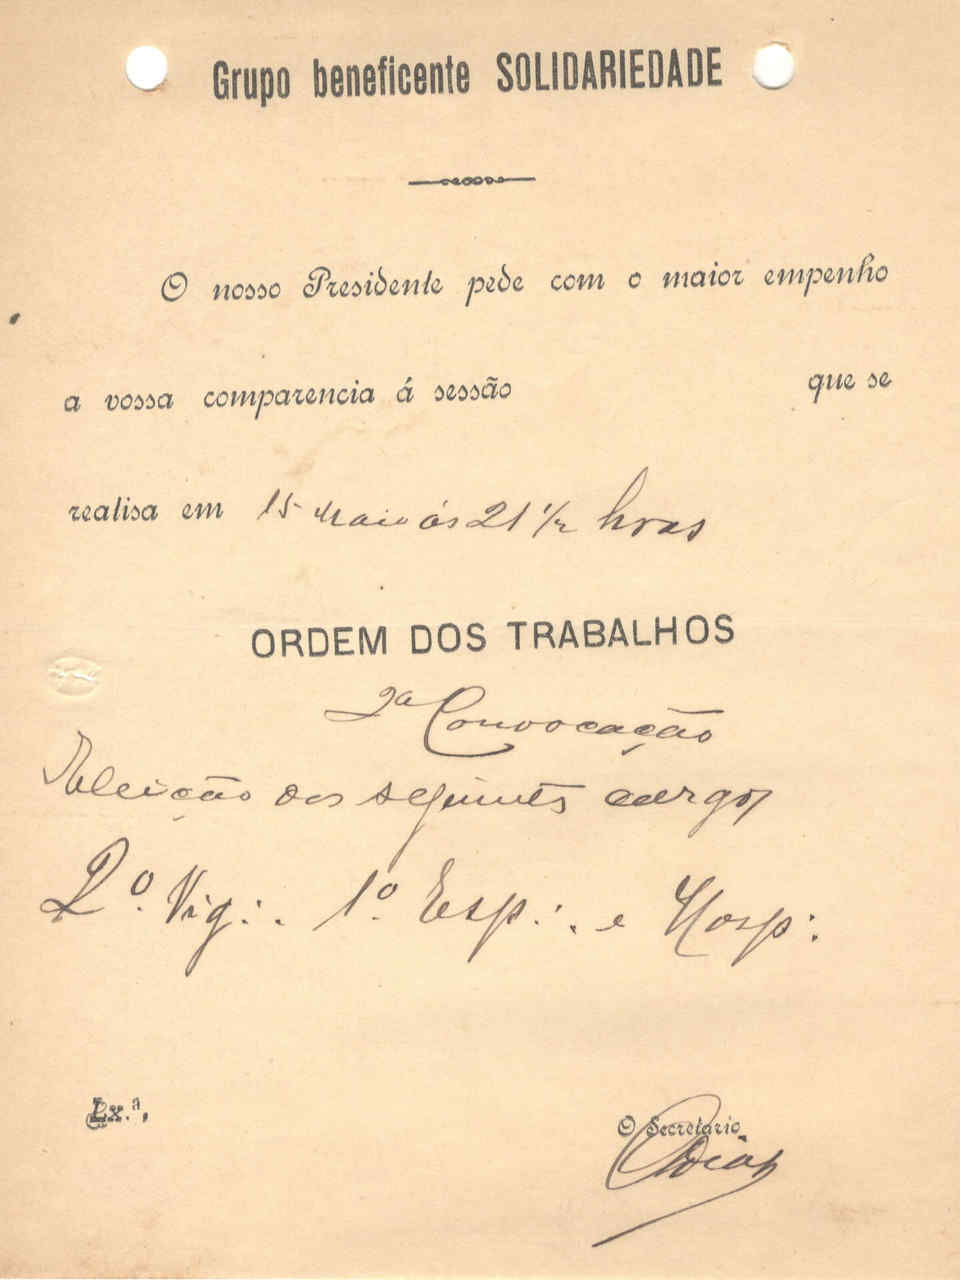 Grupo beneficente SOLIDARIEDADE
O nosso Presidente pede com o maior empenho
a vossa comparencia á sessão que se
realisa em 15 Maio ás 21 1/2 horas
ORDEM DOS TRABALHOS
2ª Convocação
Eleição dos seguintes cargos
2º. Vig∴ 1º Esp∴ e Hosp:
Lx.ª,
O Secretario